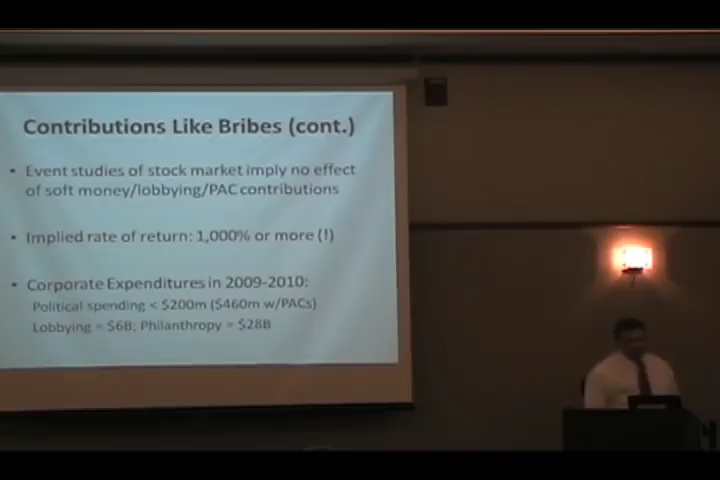 Contributions Like Bribes (cont.)
• Event studies of stock market imply no effect
of soft money/lobbying/PAC contributions
• Implied rate of return: 1,000% or more (!)
• Corporate Expenditures in 2009-2010:
Political spending < $200m ($460m w/PACs)
Lobbying = $6B; Philanthropy = $28B